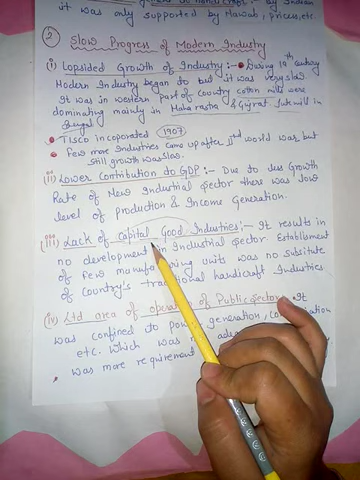 it was only supported by Nawab, princes, etc.
② Slow Progress of Modern Industry
(i) Lopsided Growth of Industry :- During 19th century
Modern Industry began to but it was very slow
It was in western part of country cotton mills were
dominating mainly in Maharastra & Gujrat. Jute mill in
Bengal
TISCO incoporated 1907
Few more Industries came up after IInd world war but
still growth was slow.
(ii) Lower Contribution to GDP :- Due to less Growth
Rate of New Industrial Sector there was low
level of production & Income Generation.
(iii) Lack of Capital Good Industries :- It results in
no development in Industrial Sector Establisment
of few manufacturing units was no subsitute
of Country's traditional handicraft Industries
(iv) Ltd area of operation of Public Sector :- It
was confined to power generation, Co
etc. which was
was more requirement